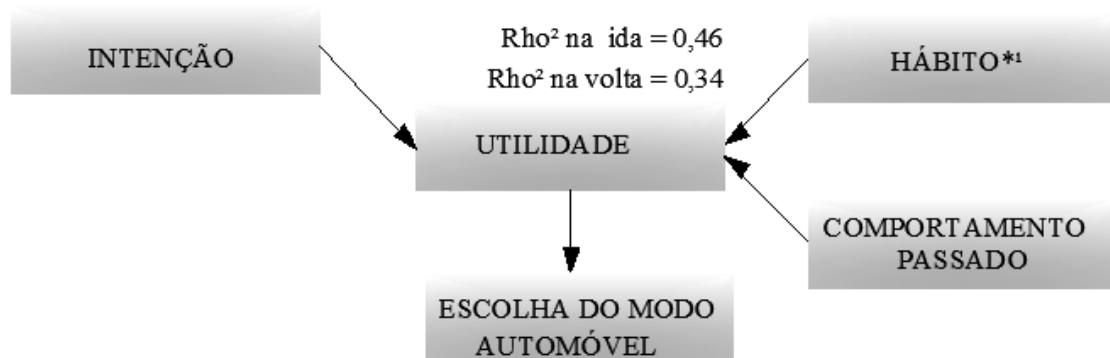 INTENÇÃO
Rho² na ida = 0,46
Rho² na volta = 0,34
HÁBITO*¹
UTILIDADE
COMPORTAMENTO
PASSADO
ESCOLHA DO MODO
AUTOMÓVEL